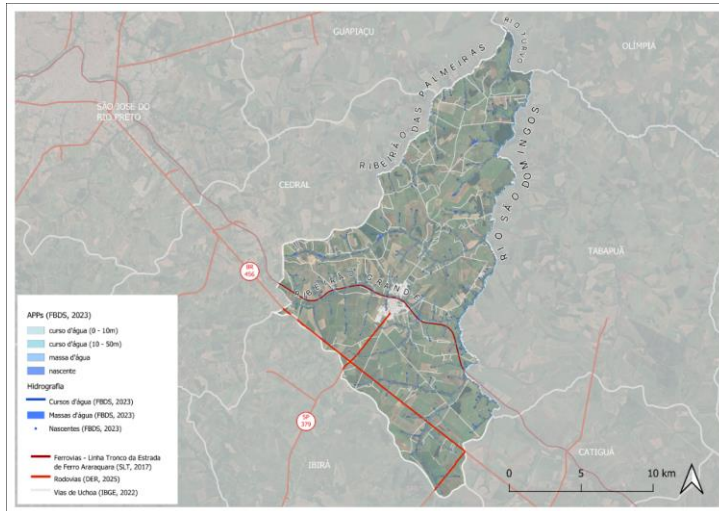 GUAPIAÇU
OLÍMPIA
RIO TURVO
SÃO JOSÉ DO
RIO PRETO
RIBEIRÃO DAS PALMEIRAS
RIO SÃO DOMINGOS
CEDRAL
TABAPUÃ
456
GRANDE
SP
379
IBIRÁ
CATIGUÁ
APPs (FBDS, 2023)
curso d'água (0 - 10m)
curso d'água (10 - 50m)
massa d'água
nascente
Hidrografia
Cursos d'água (FBDS, 2023)
Massas d'água (FBDS, 2023)
Nascentes (FBDS, 2023)
Ferrovias - Linha Tronco da Estrada
de Ferro Araraquara (SLT, 2017)
Rodovias (DER, 2025)
Vias de Uchoa (IBGE, 2022)
0 5 10 km